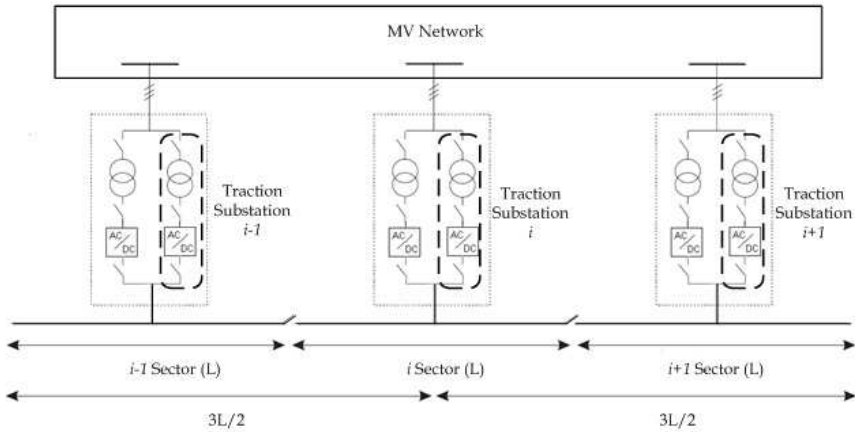 MV Network
Traction
Substation
i-1
Traction
Substation
i
Traction
Substation
i+1
AC
DC
AC
DC
AC
DC
AC
DC
AC
DC
AC
DC
i-1 Sector (L)
i Sector (L)
i+1 Sector (L)
3L/2
3L/2